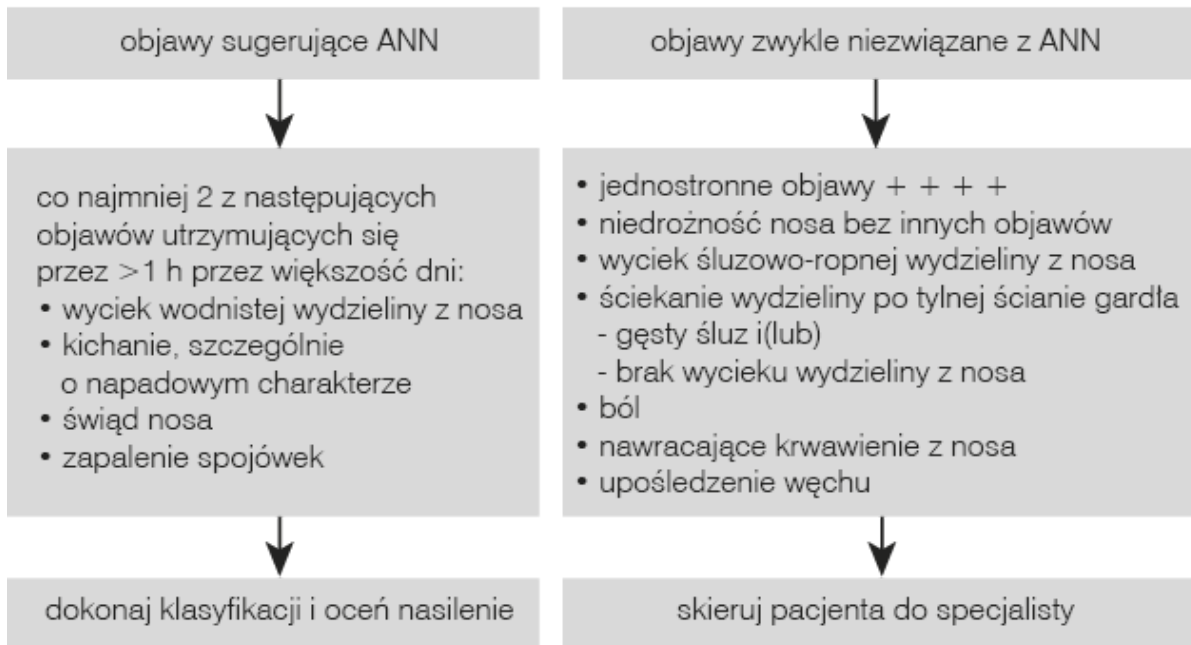 objawy sugerujące ANN
co najmniej 2 z następujących
objawów utrzymujących się
przez >1 h przez większość dni:
• wyciek wodnistej wydzieliny z nosa
• kichanie, szczególnie
o napadowym charakterze
• świąd nosa
• zapalenie spojówek
dokonaj klasyfikacji i oceń nasilenie
objawy zwykle niezwiązane z ANN
• jednostronne objawy + + + +
• niedrożność nosa bez innych objawów
• wyciek śluzowo-ropnej wydzieliny z nosa
• ściekanie wydzieliny po tylnej ścianie gardła
- gęsty śluz i(lub)
- brak wycieku wydzieliny z nosa
• ból
• nawracające krwawienie z nosa
• upośledzenie węchu
skieruj pacjenta do specjalisty